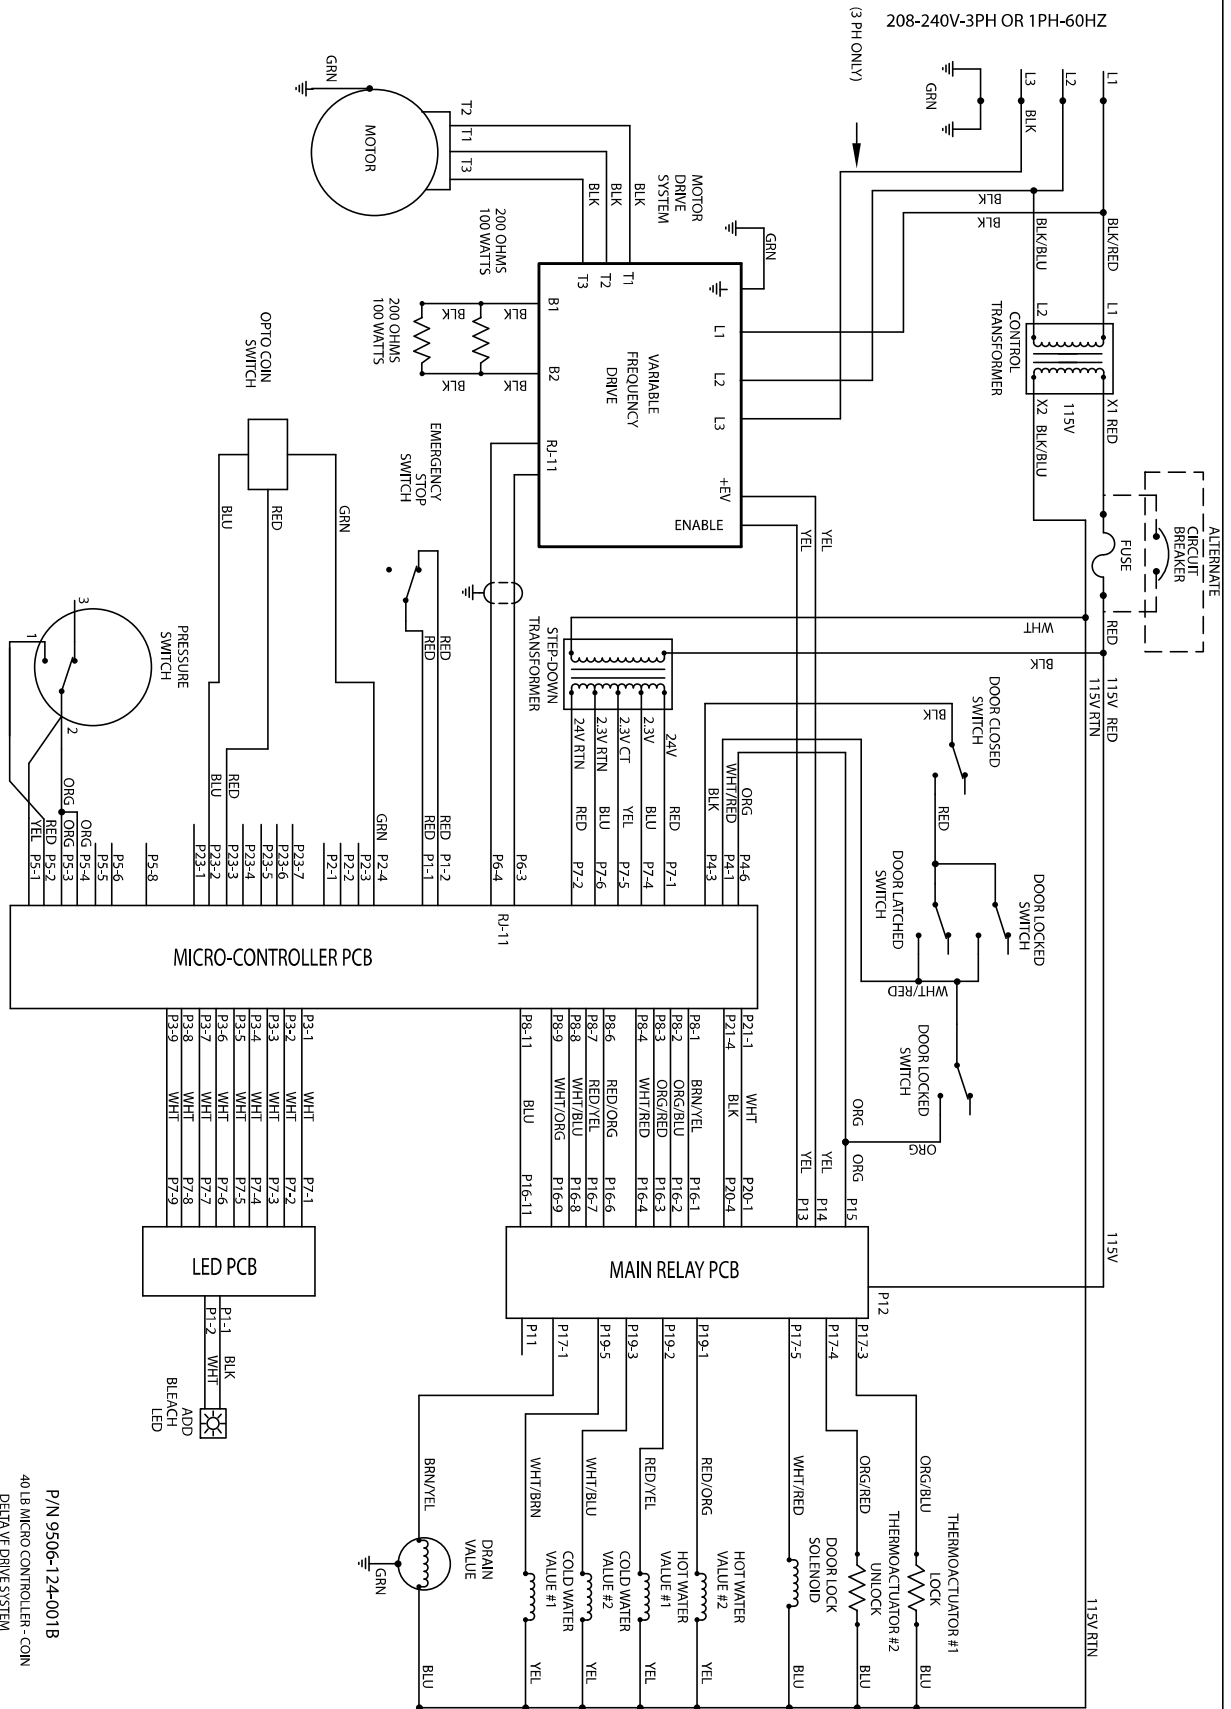 208-240V-3PH OR 1PH-60HZ
(3 PH ONLY)
L1
L2
L3
GRN
BLK
BLK
BLK
BLK/RED
BLK/BLU
L1
L2
CONTROL
TRANSFORMER
X1 RED
115V
X2 BLK/BLU
ALTERNATE
CIRCUIT
BREAKER
FUSE
RED
WHT
BLK
115V RED
115V RTN
115V
115V RTN
GRN
MOTOR
T2
T1
T3
BLK
BLK
BLK
MOTOR
DRIVE
SYSTEM
GRN
T1
T2
T3
L1
L2
L3
+EV
ENABLE
VARIABLE
FREQUENCY
DRIVE
B1
B2
RJ-11
200 OHMS
100 WATTS
200 OHMS
100 WATTS
BLK
BLK
BLK
BLK
YEL
YEL
OPTO COIN
SWITCH
BLU
RED
GRN
EMERGENCY
STOP
SWITCH
RED
RED
PRESSURE
SWITCH
3
1
2
STEP-DOWN
TRANSFORMER
24V
2.3V
2.3V CT
2.3V RTN
24V RTN
RED
BLU
YEL
BLU
RED
P7-1
P7-4
P7-5
P7-6
P7-2
DOOR CLOSED
SWITCH
BLK
RED
DOOR LATCHED
SWITCH
DOOR LOCKED
SWITCH
WHT/RED
DOOR LOCKED
SWITCH
ORG
ORG
ORG
ORG
WHT/RED
BLK
P4-6
P4-1
P4-3
P6-3
P6-4
RJ-11
RED
RED
P1-2
P1-1
GRN
P2-4
P2-3
P2-2
P2-1
P23-7
P23-6
P23-5
P23-4
RED
P23-3
BLU
P23-2
P23-1
P5-8
P5-6
P5-5
ORG
ORG P5-4
ORG P5-3
RED P5-2
YEL P5-1
MICRO-CONTROLLER PCB
P21-1 WHT P20-1
P21-4 BLK P20-4
P8-1 BRN/YEL P16-1
P8-2 ORG/BLU P16-2
P8-3 ORG/RED P16-3
P8-4 WHT/RED P16-4
P8-6 RED/ORG P16-6
P8-7 RED/YEL P16-7
P8-8 WHT/BLU P16-8
P8-9 WHT/ORG P16-9
P8-11 BLU P16-11
P3-1 WHT P7-1
P3-2 WHT P7-2
P3-3 WHT P7-3
P3-4 WHT P7-4
P3-5 WHT P7-5
P3-6 WHT P7-6
P3-7 WHT P7-7
P3-8 WHT P7-8
P3-9 WHT P7-9
YEL
YEL
P15
P14
P13
MAIN RELAY PCB
P12
LED PCB
P1-1 BLK
P1-2 WHT
ADD
BLEACH
LED
P17-3
P17-4
P17-5
P19-1
P19-2
P19-3
P19-5
P17-1
P11
ORG/BLU
THERMOACTUATOR #1
LOCK
BLU
ORG/RED
THERMOACTUATOR #2
UNLOCK
BLU
WHT/RED
DOOR LOCK
SOLENOID
BLU
RED/ORG
HOT WATER
VALUE #2
YEL
RED/YEL
HOT WATER
VALUE #1
YEL
WHT/BLU
COLD WATER
VALUE #2
YEL
WHT/BRN
COLD WATER
VALUE #1
YEL
BRN/YEL
DRAIN
VALUE
GRN
BLU
P/N 9506-124-001B
40 LB MICRO CONTROLLER - COIN
DELTA VF DRIVE SYSTEM